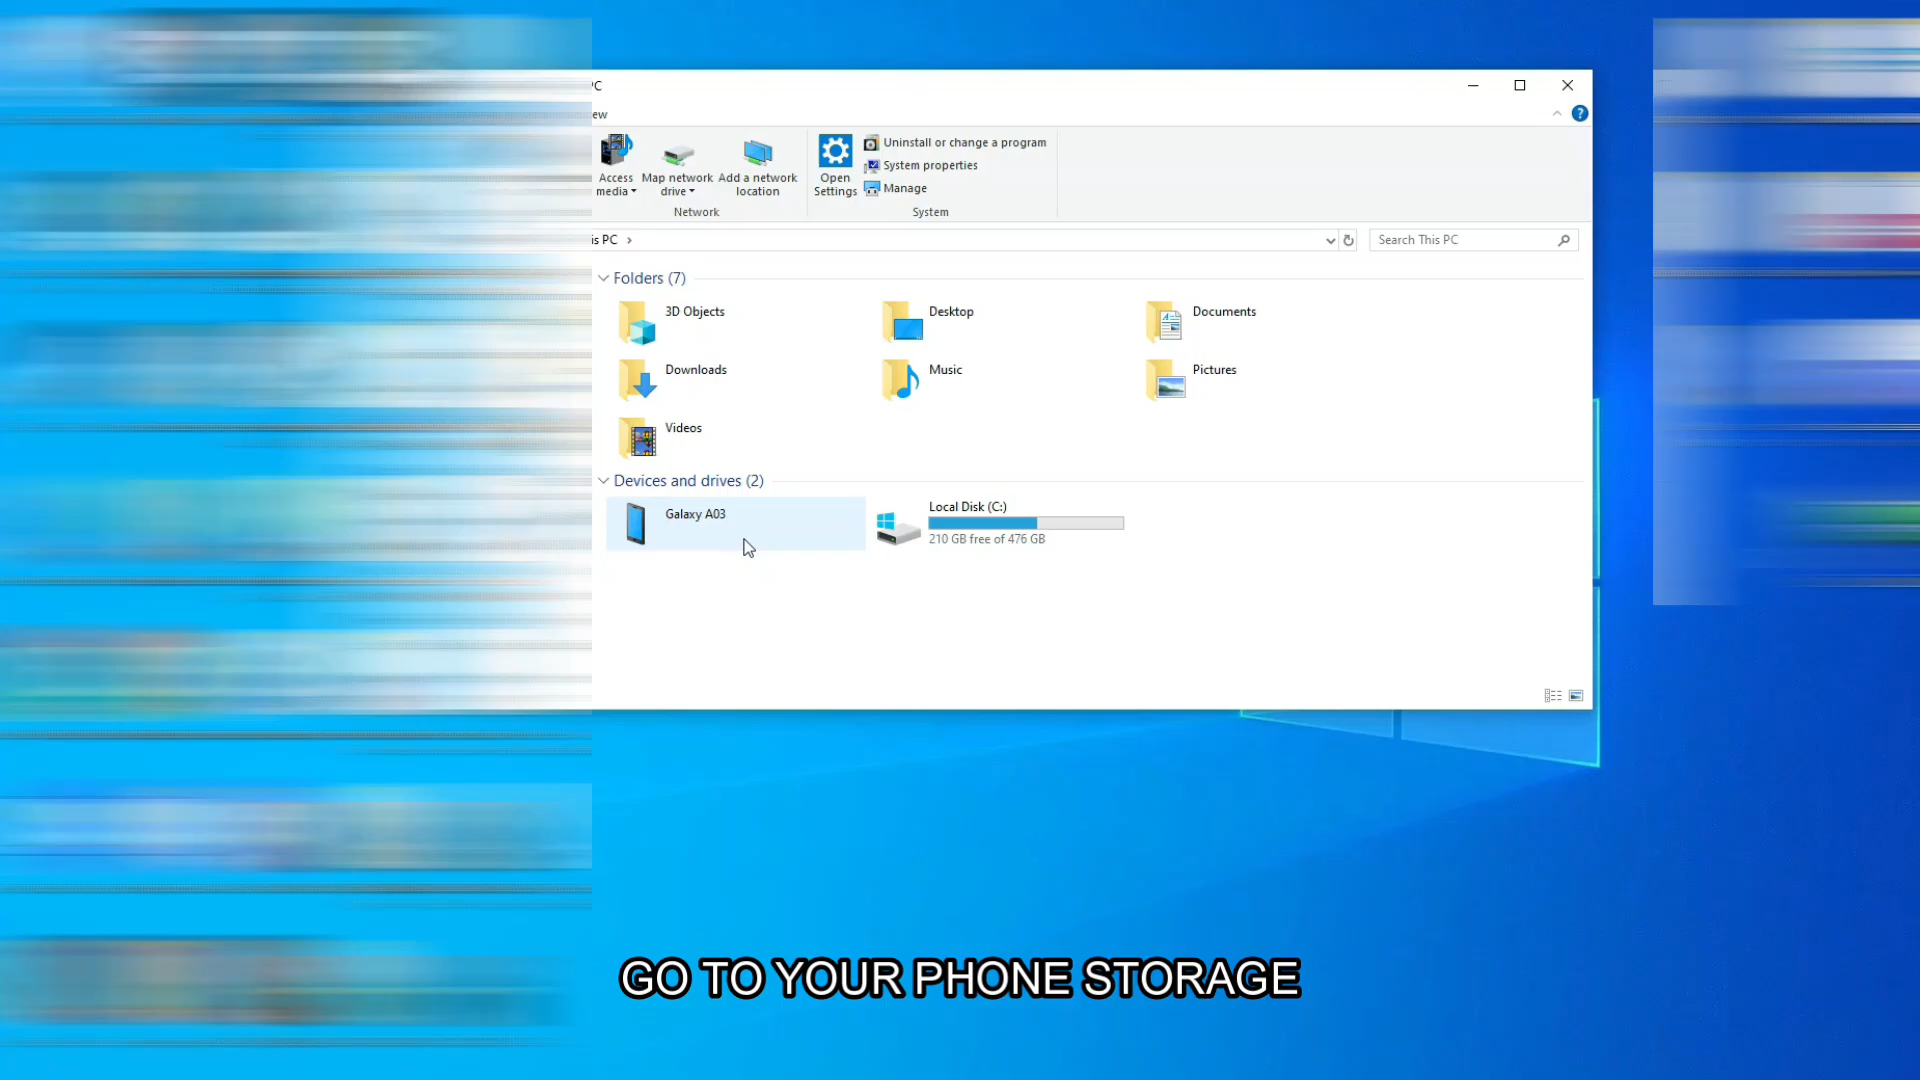 PC
ew
Access media
Map network drive
Add a network location
Network
Open Settings
Uninstall or change a program
System properties
Manage
System
is PC
Search This PC
Folders (7)
3D Objects
Desktop
Documents
Downloads
Music
Pictures
Videos
Devices and drives (2)
Galaxy A03
Local Disk (C:)
210 GB free of 476 GB
GO TO YOUR PHONE STORAGE